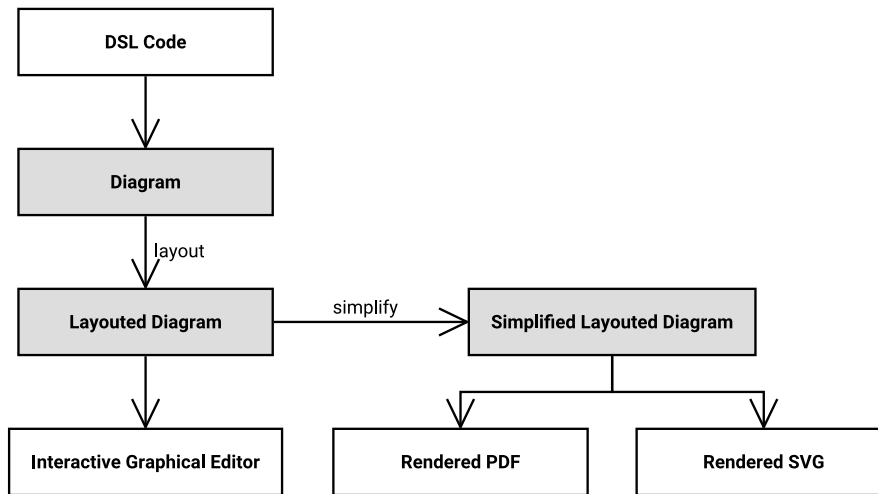 DSL Code
Diagram
layout
Layouted Diagram
simplify
Simplified Layouted Diagram
Interactive Graphical Editor
Rendered PDF
Rendered SVG